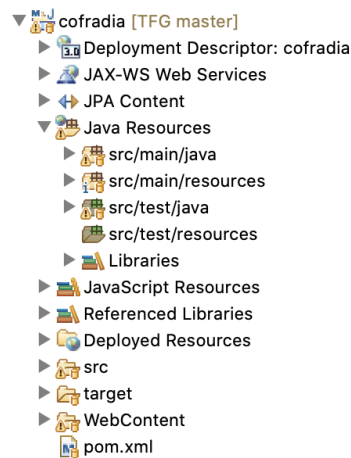 cofradia [TFG master]
Deployment Descriptor: cofradia
JAX-WS Web Services
JPA Content
Java Resources
src/main/java
src/main/resources
src/test/java
src/test/resources
Libraries
JavaScript Resources
Referenced Libraries
Deployed Resources
src
target
WebContent
pom.xml